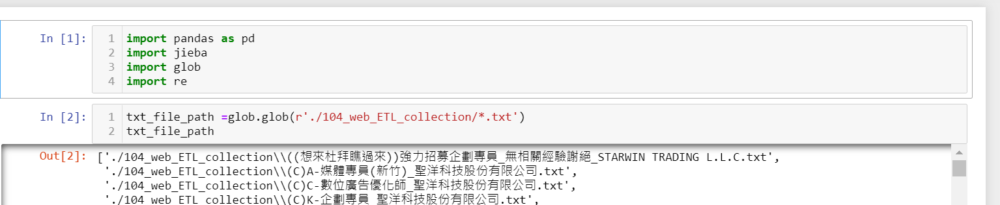 In [1]:
1 import pandas as pd
2 import jieba
3 import glob
4 import re
In [2]:
1 txt_file_path =glob.glob(r'./104_web_ETL_collection/*.txt')
2 txt_file_path
Out[2]: ['./104_web_ETL_collection\\((想來杜拜瞧過來))強力招募企劃專員_無相關經驗謝絕_STARWIN TRADING L.L.C.txt',
'./104_web_ETL_collection\\(C)A-媒體專員(新竹)_聖洋科技股份有限公司.txt',
'./104_web_ETL_collection\\(C)C-數位廣告優化師_聖洋科技股份有限公司.txt',
'./104_web_ETL_collection\\(C)K-企劃專員_聖洋科技股份有限公司.txt',